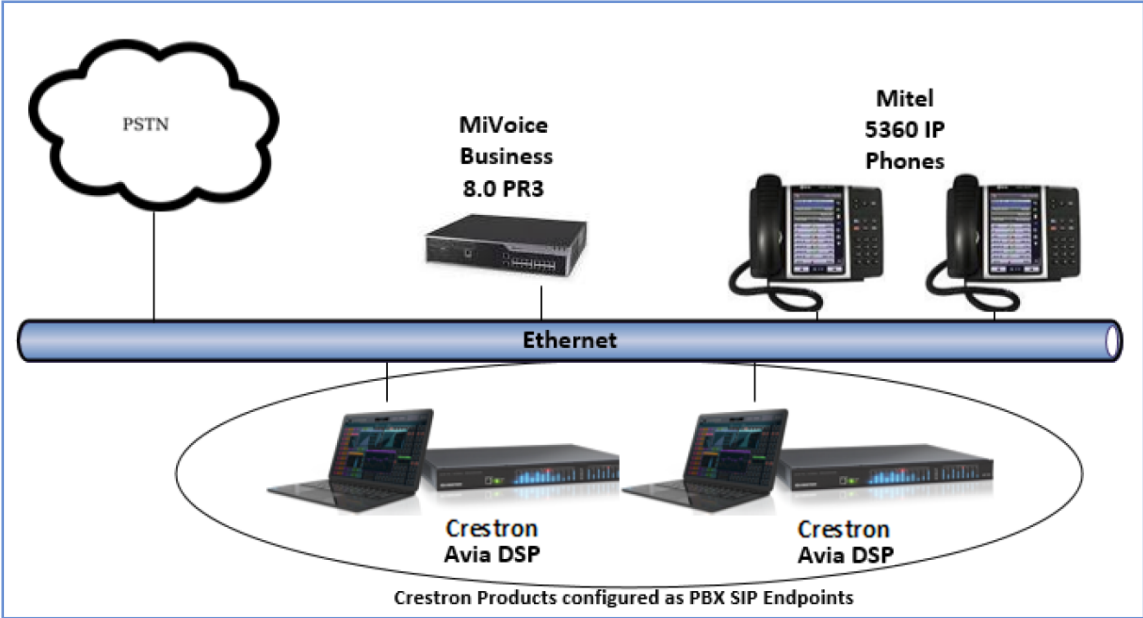 PSTN
MiVoice
Business
8.0 PR3
Mitel
5360 IP
Phones
Ethernet
Crestron
Avia DSP
Crestron
Avia DSP
Crestron Products configured as PBX SIP Endpoints